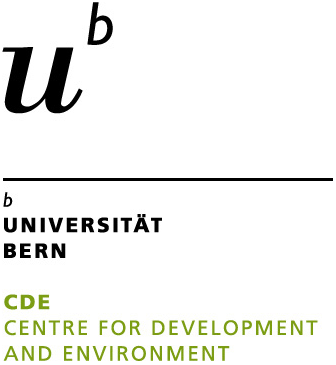 u^b
b
UNIVERSITÄT
BERN
CDE
CENTRE FOR DEVELOPMENT
AND ENVIRONMENT